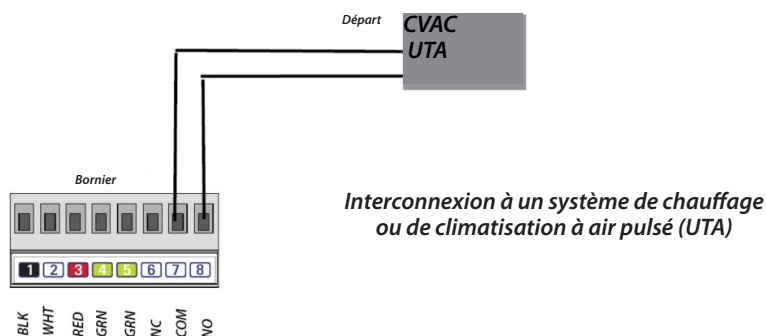 Départ
CVAC
UTA
Bornier
Interconnexion à un système de chauffage
ou de climatisation à air pulsé (UTA)
1 2 3 4 5 6 7 8
BLK
WHT
RED
GRN
GRN
NC
COM
NO